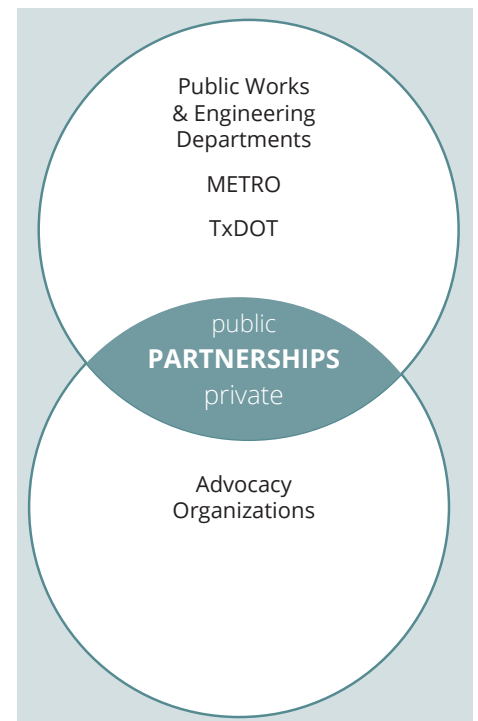 Public Works
& Engineering
Departments
METRO
TxDOT
public
PARTNERSHIPS
private
Advocacy
Organizations